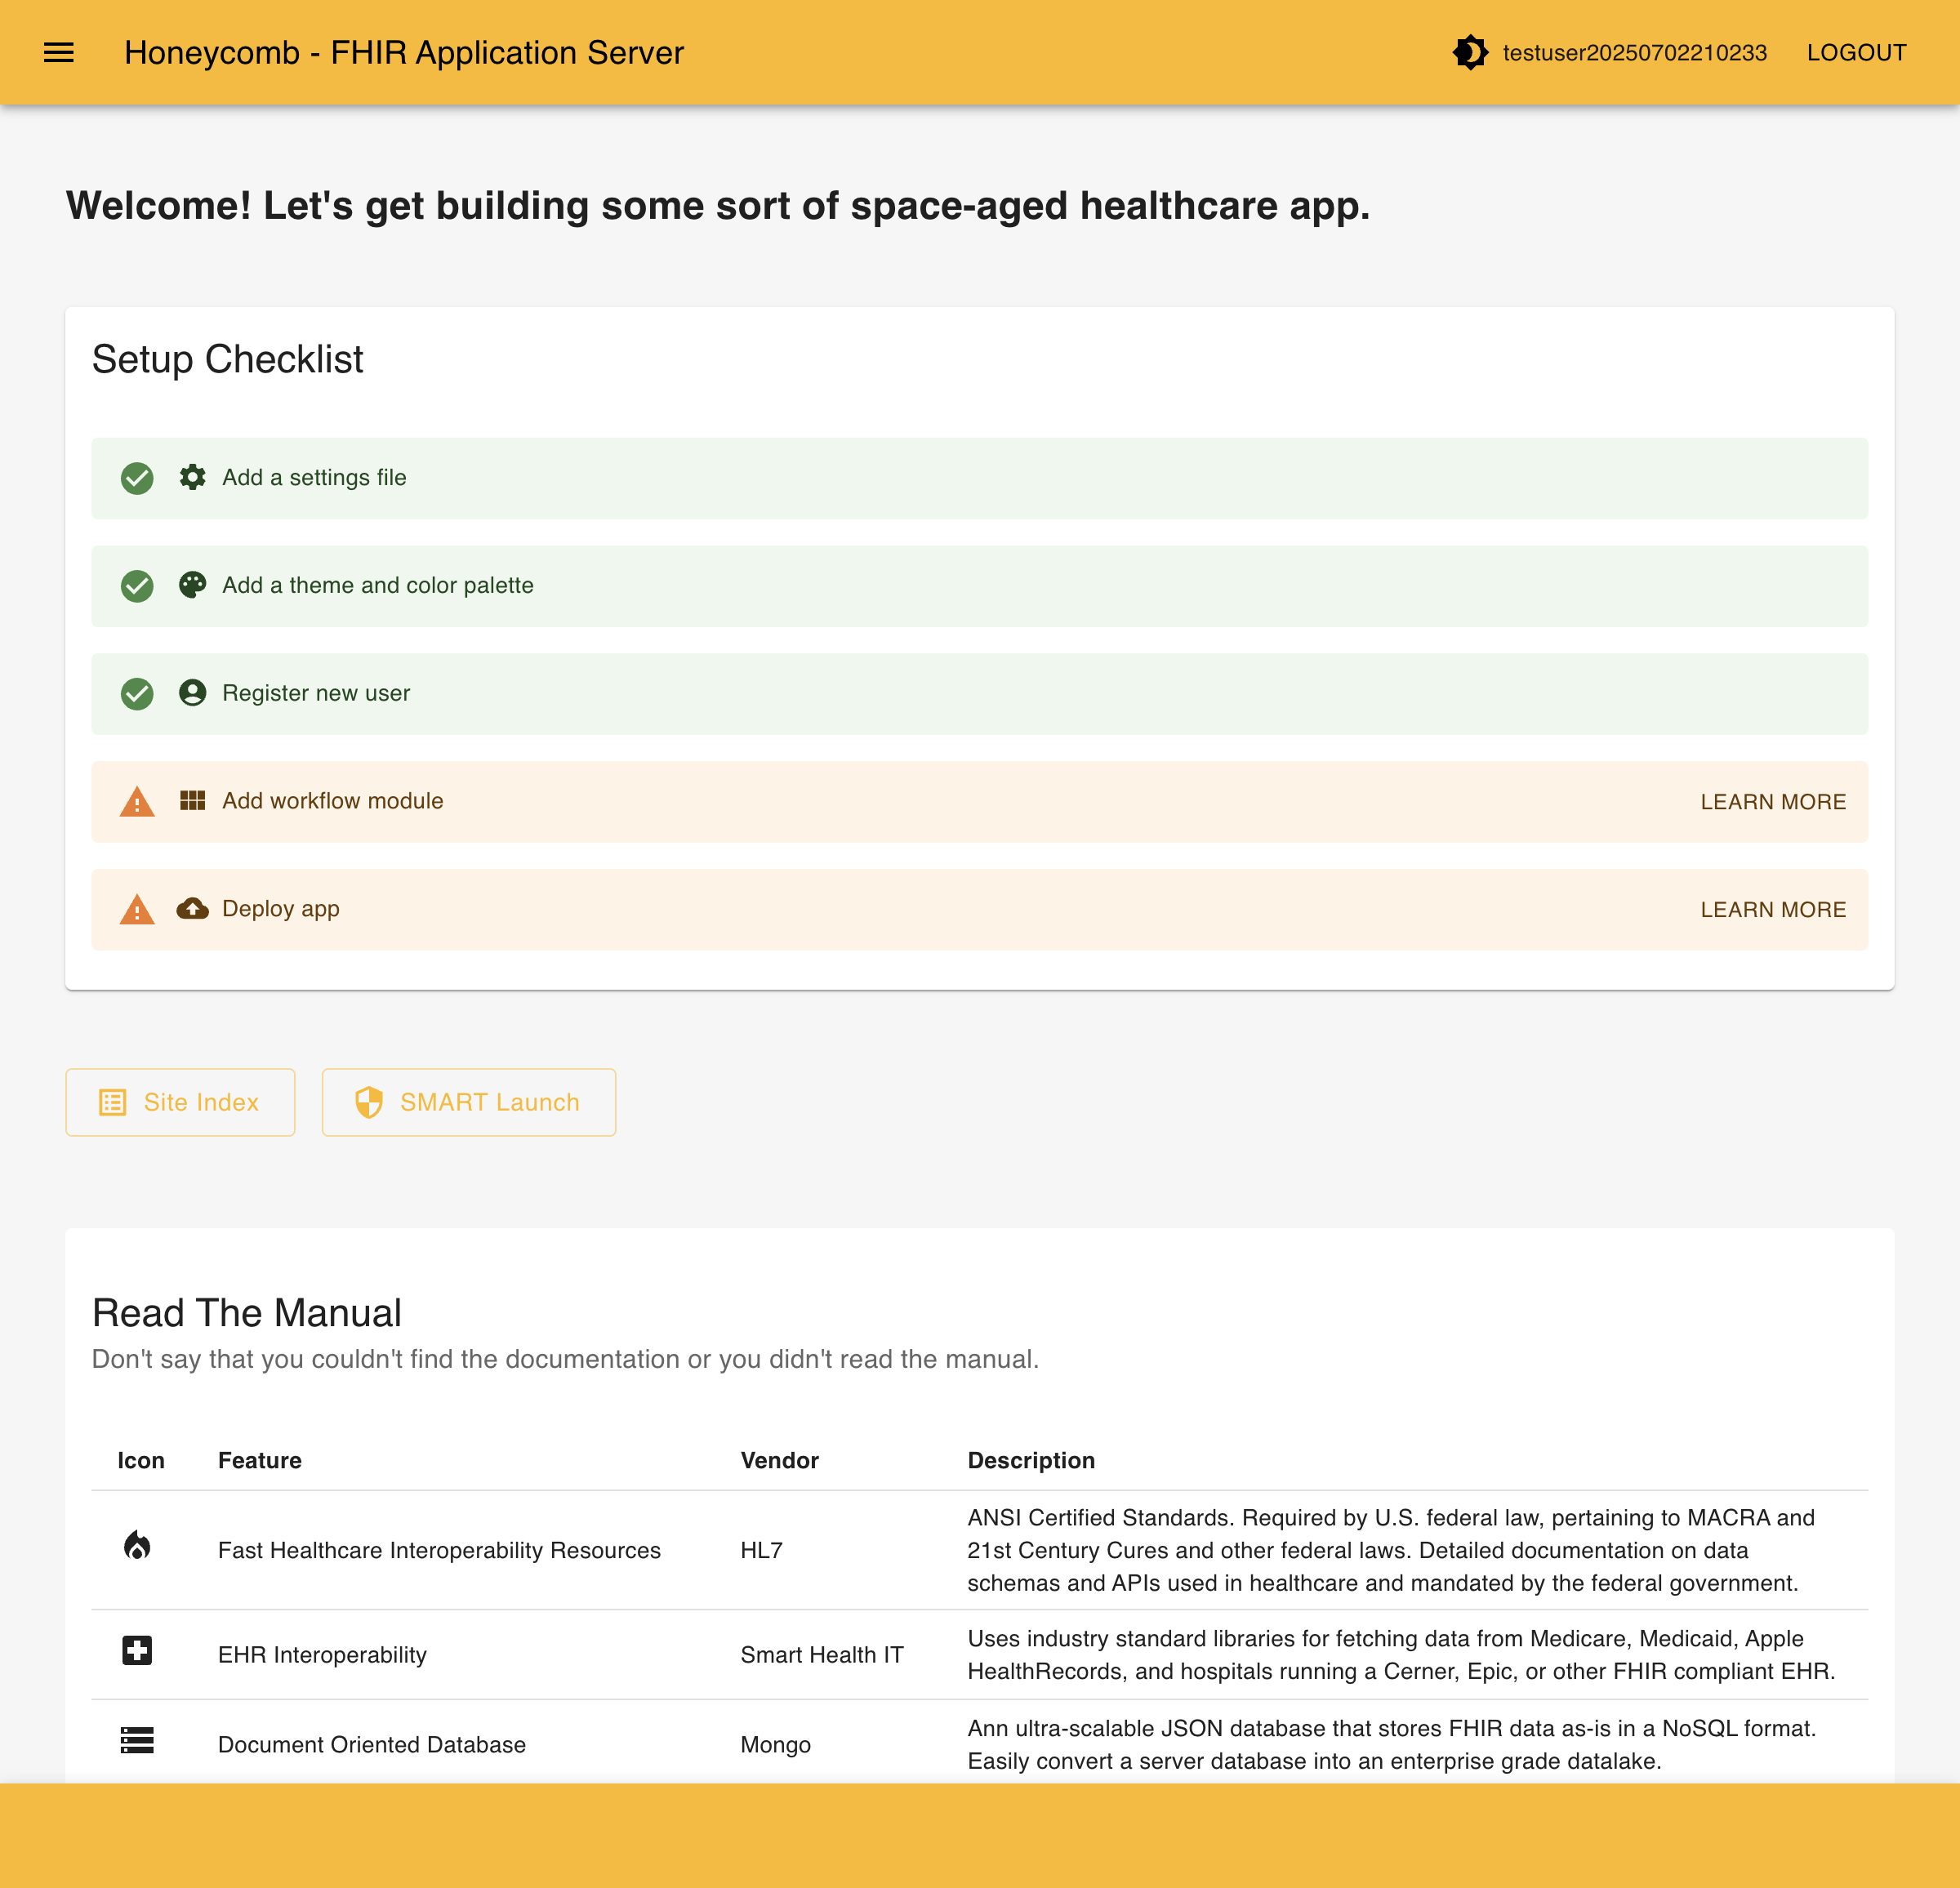 Honeycomb - FHIR Application Server
testuser20250702210233
LOGOUT
Welcome! Let's get building some sort of space-aged healthcare app.
Setup Checklist
Add a settings file
Add a theme and color palette
Register new user
Add workflow module
LEARN MORE
Deploy app
LEARN MORE
Site Index
SMART Launch
Read The Manual
Don't say that you couldn't find the documentation or you didn't read the manual.
Icon Feature Vendor Description
Fast Healthcare Interoperability Resources
HL7
ANSI Certified Standards. Required by U.S. federal law, pertaining to MACRA and
21st Century Cures and other federal laws. Detailed documentation on data
schemas and APIs used in healthcare and mandated by the federal government.
EHR Interoperability
Smart Health IT
Uses industry standard libraries for fetching data from Medicare, Medicaid, Apple
HealthRecords, and hospitals running a Cerner, Epic, or other FHIR compliant EHR.
Document Oriented Database
Mongo
Ann ultra-scalable JSON database that stores FHIR data as-is in a NoSQL format.
Easily convert a server database into an enterprise grade datalake.